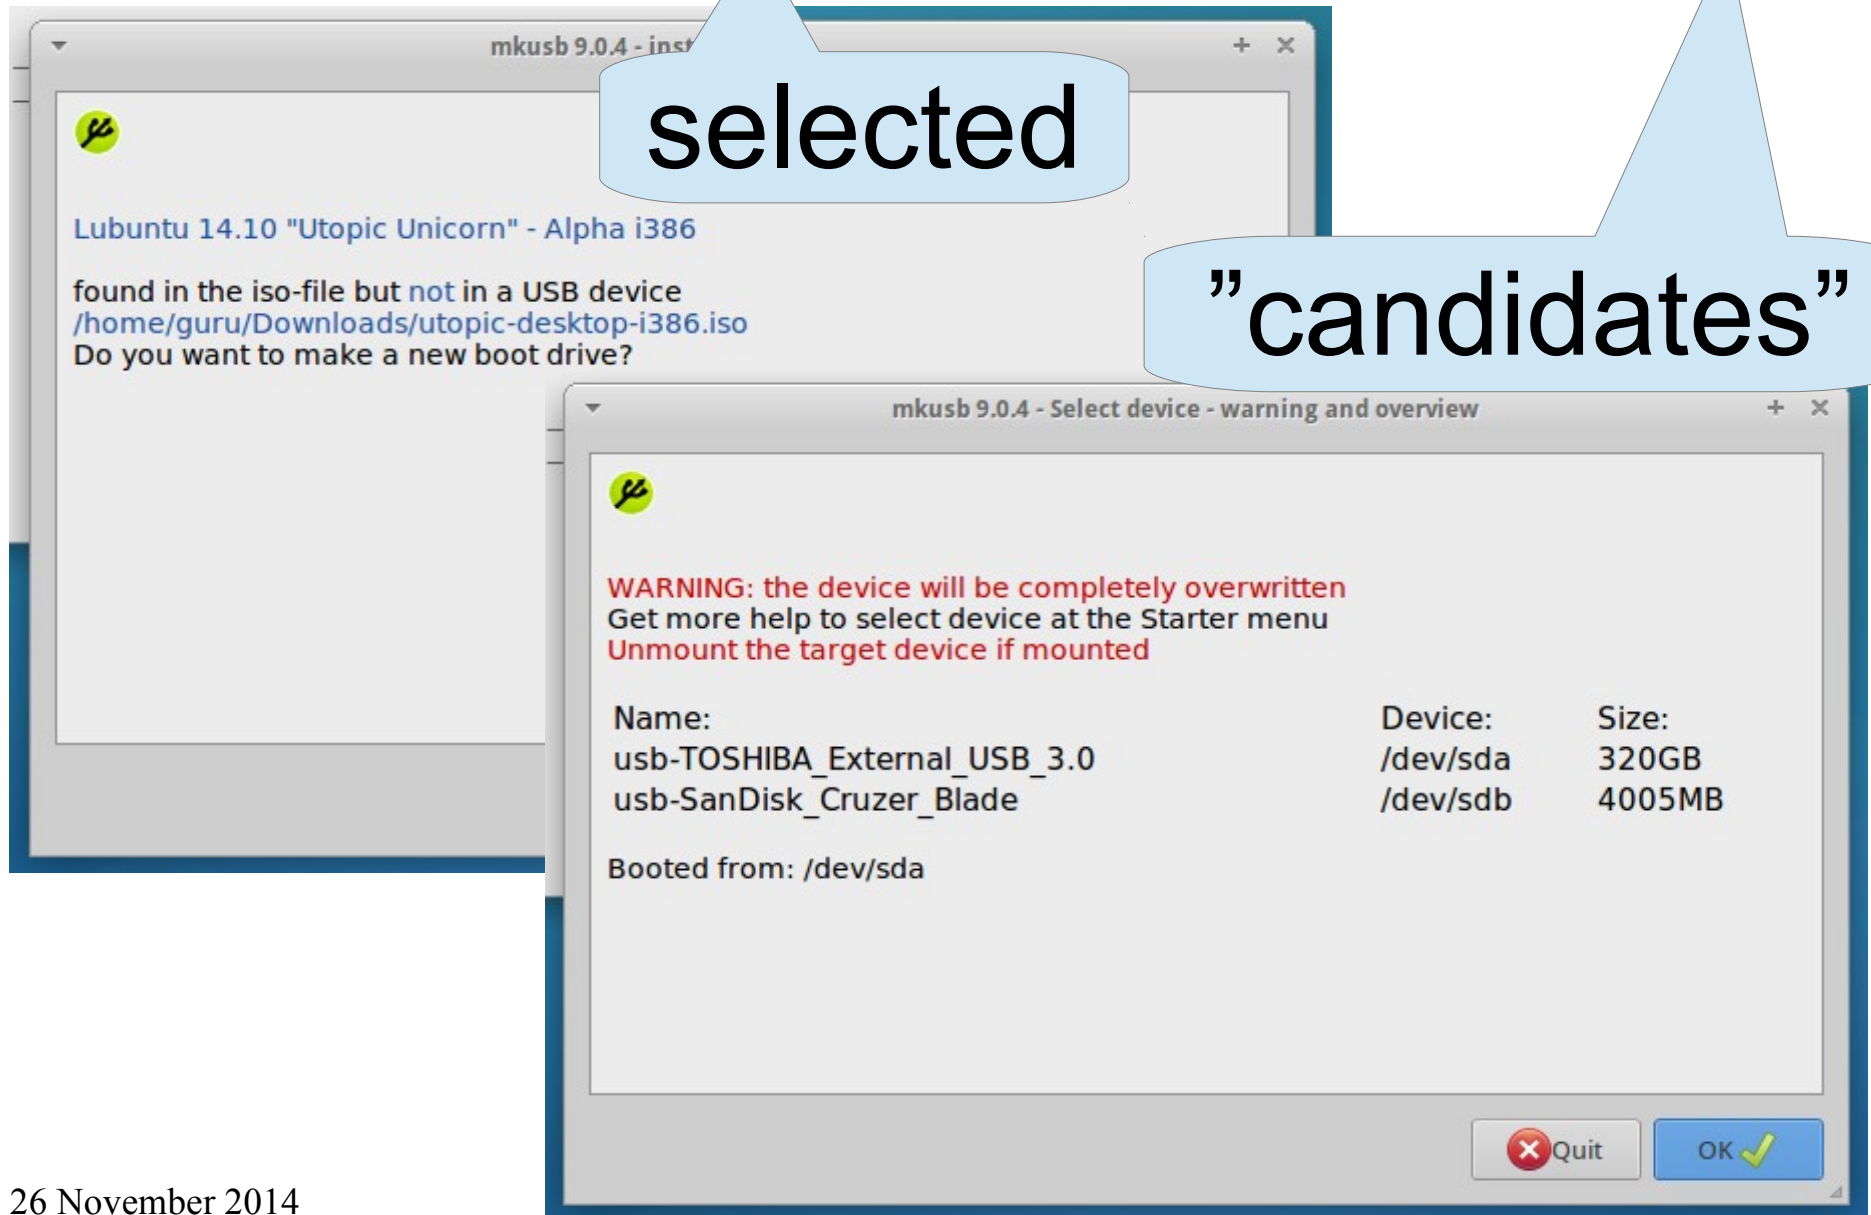 mkusb 9.0.4 - inst
selected
Lubuntu 14.10 "Utopic Unicorn" - Alpha i386
found in the iso-file but not in a USB device
/home/guru/Downloads/utopic-desktop-i386.iso
Do you want to make a new boot drive?
”candidates”
mkusb 9.0.4 - Select device - warning and overview
WARNING: the device will be completely overwritten
Get more help to select device at the Starter menu
Unmount the target device if mounted
Name: Device: Size:
usb-TOSHIBA_External_USB_3.0 /dev/sda 320GB
usb-SanDisk_Cruzer_Blade /dev/sdb 4005MB
Booted from: /dev/sda
Quit OK
26 November 2014